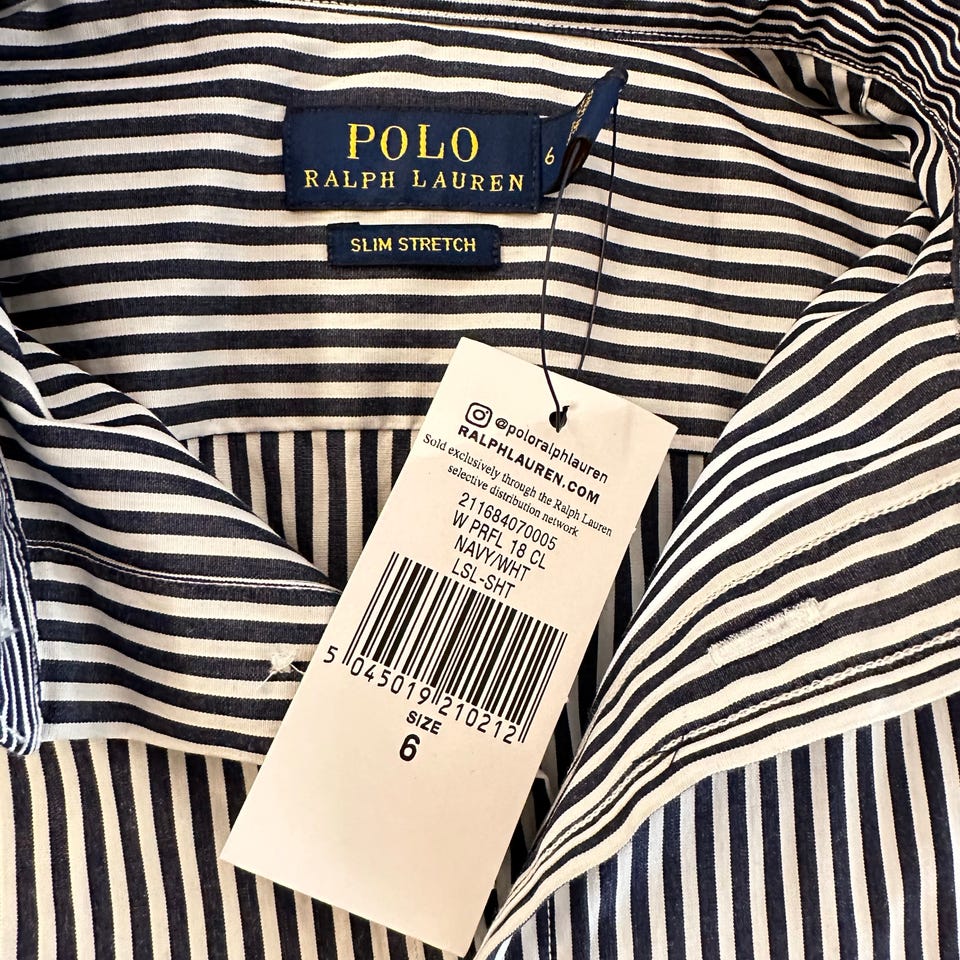 POLO
RALPH LAUREN
6
SLIM STRETCH
@poloralphlauren
RALPHLAUREN.COM
Sold exclusively through the Ralph Lauren
selective distribution network
211684070005
W PRFL 18 CL
NAVY/WHT
LSL-SHT
5 045019 210212
SIZE
6